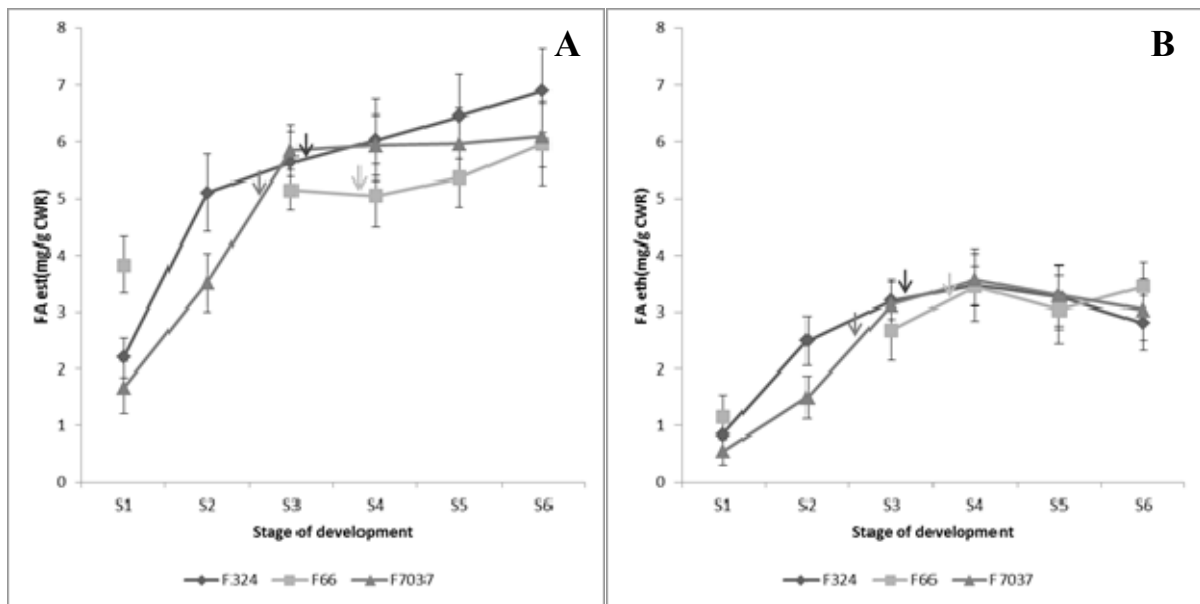 A
8
7
6
5
4
3
2
1
0
FA est(mg/g CWR)
S1 S2 S3 S4 S5 S6
Stage of development
F324 F66 F7037
B
8
7
6
5
4
3
2
1
0
FA eth(mg/g CWR)
S1 S2 S3 S4 S5 S6
Stage of development
F324 F66 F7037